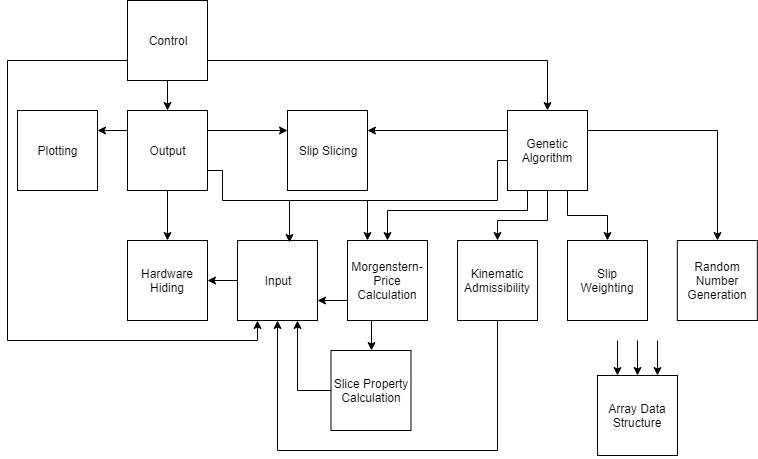 Control
Plotting
Output
Slip Slicing
Genetic
Algorithm
Hardware
Hiding
Input
Morgenstern-
Price
Calculation
Kinematic
Admissibility
Slip
Weighting
Random
Number
Generation
Slice Property
Calculation
Array Data
Structure